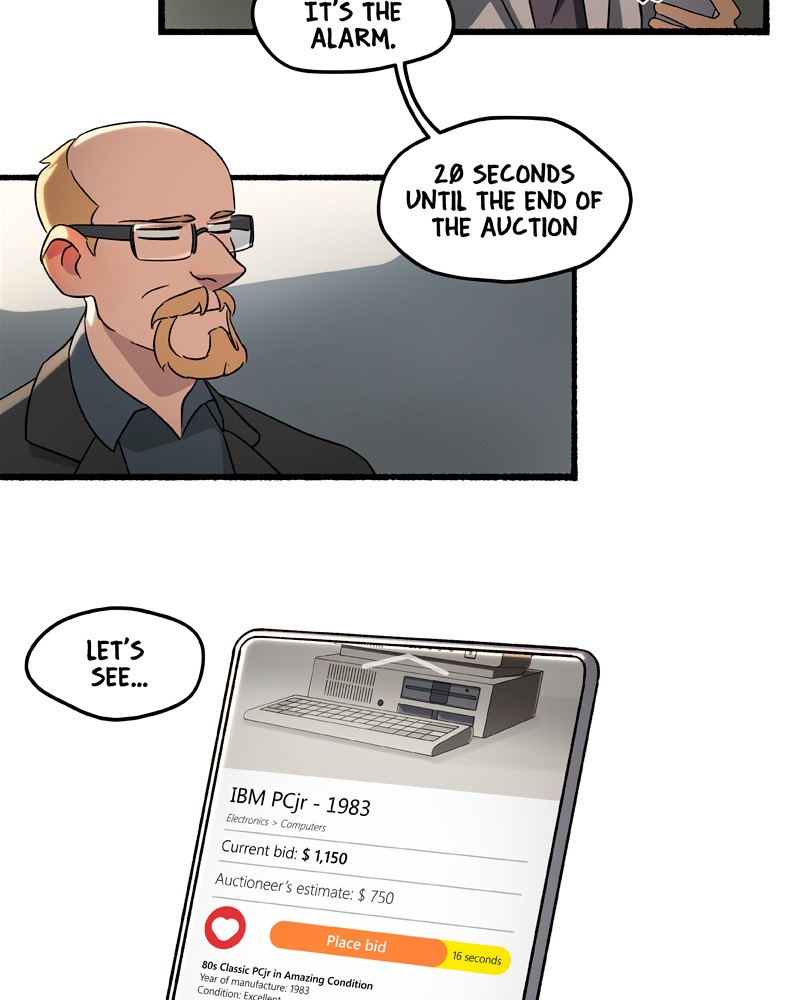 IT'S THE
ALARM.
20 SECONDS
UNTIL THE END OF
THE AUCTION
LET'S
SEE...
IBM PCjr - 1983
Electronics > Computers
Current bid: $ 1,150
Auctioneer's estimate: $ 750
Place bid
16 seconds
80s Classic PCjr in Amazing Condition
Year of manufacture: 1983
Condition: Excellent